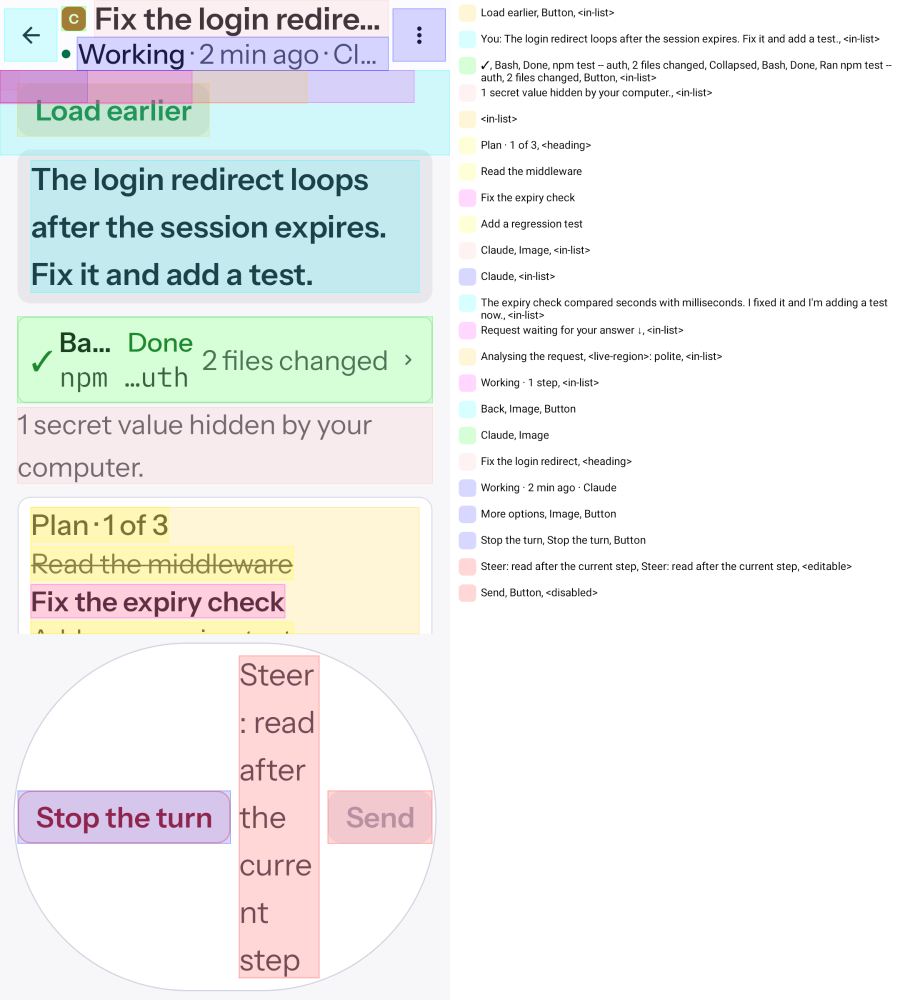 C Fix the login redire...
Working · 2 min ago · Cl...
Load earlier
The login redirect loops
after the session expires.
Fix it and add a test.
✓ Ba... Done 2 files changed ›
npm ...uth
1 secret value hidden by your
computer.
Plan · 1 of 3
Read the middleware
Fix the expiry check
Stop the turn
Steer
: read
after
the
curre
nt
step
Send
Load earlier, Button, <in-list>
You: The login redirect loops after the session expires. Fix it and add a test., <in-list>
✓, Bash, Done, npm test -- auth, 2 files changed, Collapsed, Bash, Done, Ran npm test --
auth, 2 files changed, Button, <in-list>
1 secret value hidden by your computer., <in-list>
<in-list>
Plan · 1 of 3, <heading>
Read the middleware
Fix the expiry check
Add a regression test
Claude, Image, <in-list>
Claude, <in-list>
The expiry check compared seconds with milliseconds. I fixed it and I'm adding a test
now., <in-list>
Request waiting for your answer ↓, <in-list>
Analysing the request, <live-region>: polite, <in-list>
Working · 1 step, <in-list>
Back, Image, Button
Claude, Image
Fix the login redirect, <heading>
Working · 2 min ago · Claude
More options, Image, Button
Stop the turn, Stop the turn, Button
Steer: read after the current step, Steer: read after the current step, <editable>
Send, Button, <disabled>